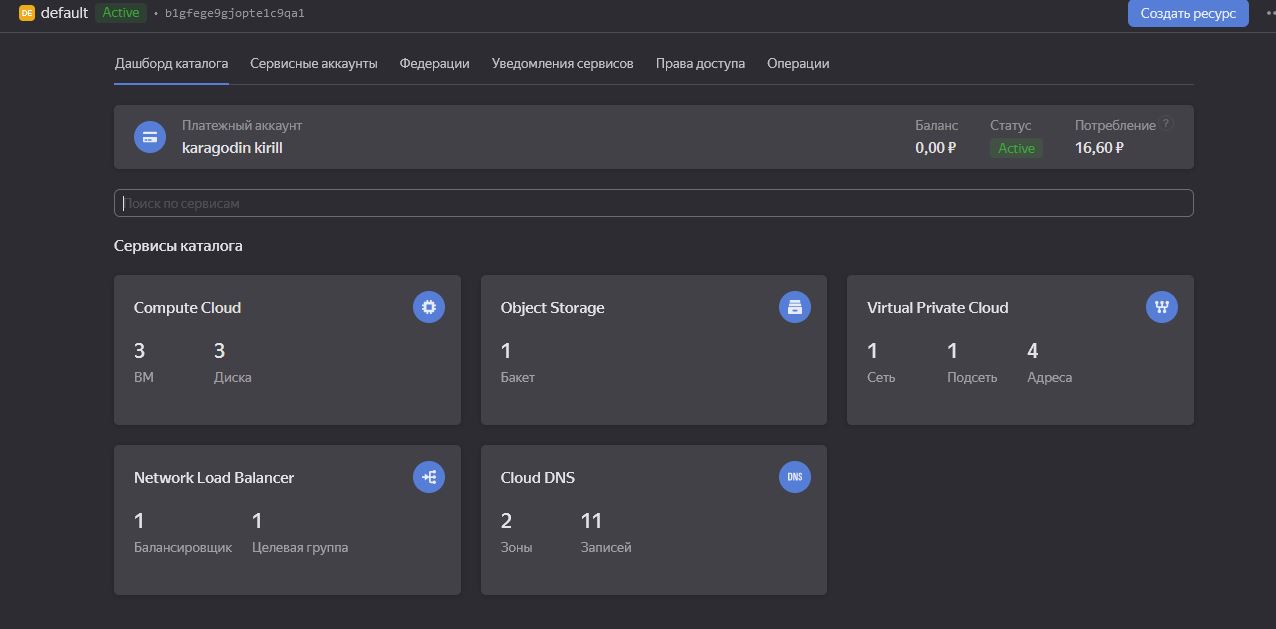 DE default Active • b1gfege9gjopte1c9qa1 Создать ресурс
Дашборд каталога Сервисные аккаунты Федерации Уведомления сервисов Права доступа Операции
Платежный аккаунт Баланс Статус Потребление ?
karagodin kirill 0,00 ₽ Active 16,60 ₽
Поиск по сервисам
Сервисы каталога
Compute Cloud
3 3
ВМ Диска
Object Storage
1
Бакет
Virtual Private Cloud
1 1 4
Сеть Подсеть Адреса
Network Load Balancer
1 1
Балансировщик Целевая группа
Cloud DNS DNS
2 11
Зоны Записей